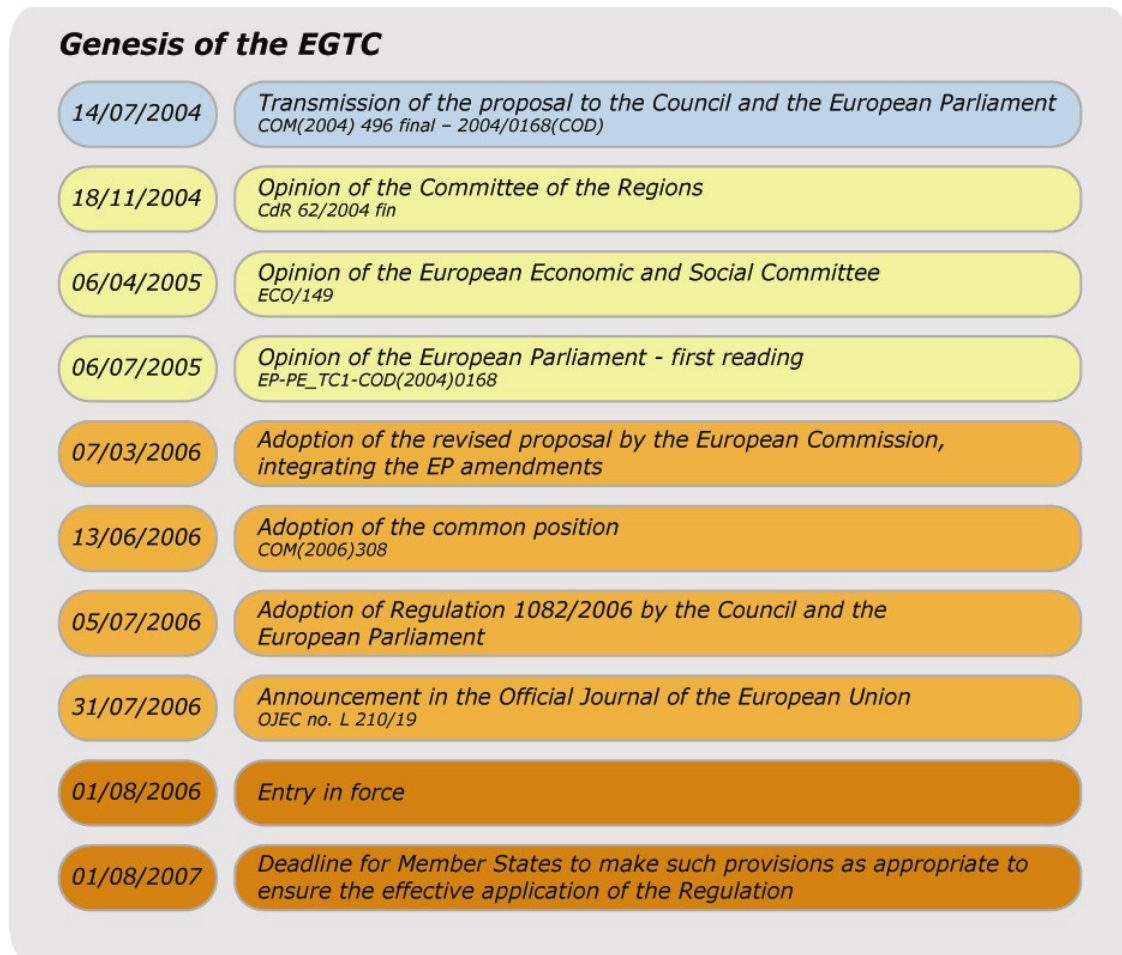 Genesis of the EGTC
14/07/2004
Transmission of the proposal to the Council and the European Parliament
COM(2004) 496 final – 2004/0168(COD)
18/11/2004
Opinion of the Committee of the Regions
CdR 62/2004 fin
06/04/2005
Opinion of the European Economic and Social Committee
ECO/149
06/07/2005
Opinion of the European Parliament - first reading
EP-PE_TC1-COD(2004)0168
07/03/2006
Adoption of the revised proposal by the European Commission,
integrating the EP amendments
13/06/2006
Adoption of the common position
COM(2006)308
05/07/2006
Adoption of Regulation 1082/2006 by the Council and the
European Parliament
31/07/2006
Announcement in the Official Journal of the European Union
OJEC no. L 210/19
01/08/2006
Entry in force
01/08/2007
Deadline for Member States to make such provisions as appropriate to
ensure the effective application of the Regulation